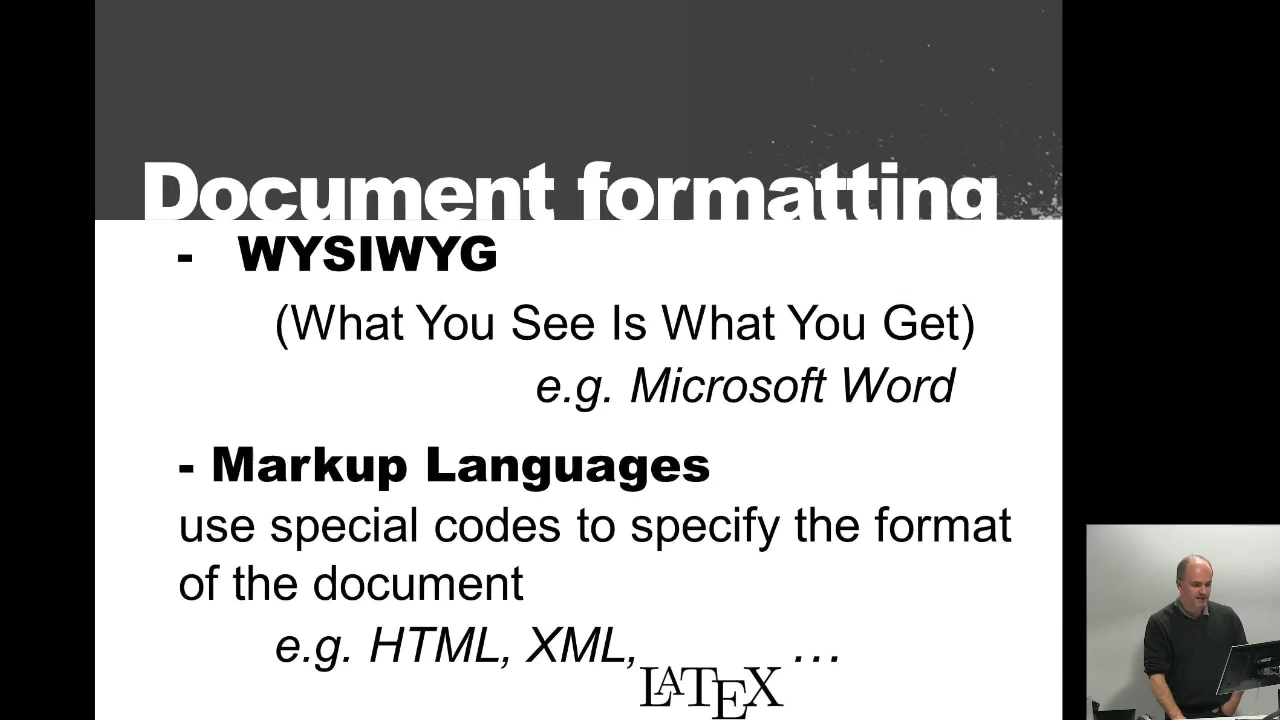 Document formatting
- WYSIWYG
(What You See Is What You Get)
e.g. Microsoft Word
- Markup Languages
use special codes to specify the format
of the document
e.g. HTML, XML, LATEX ...